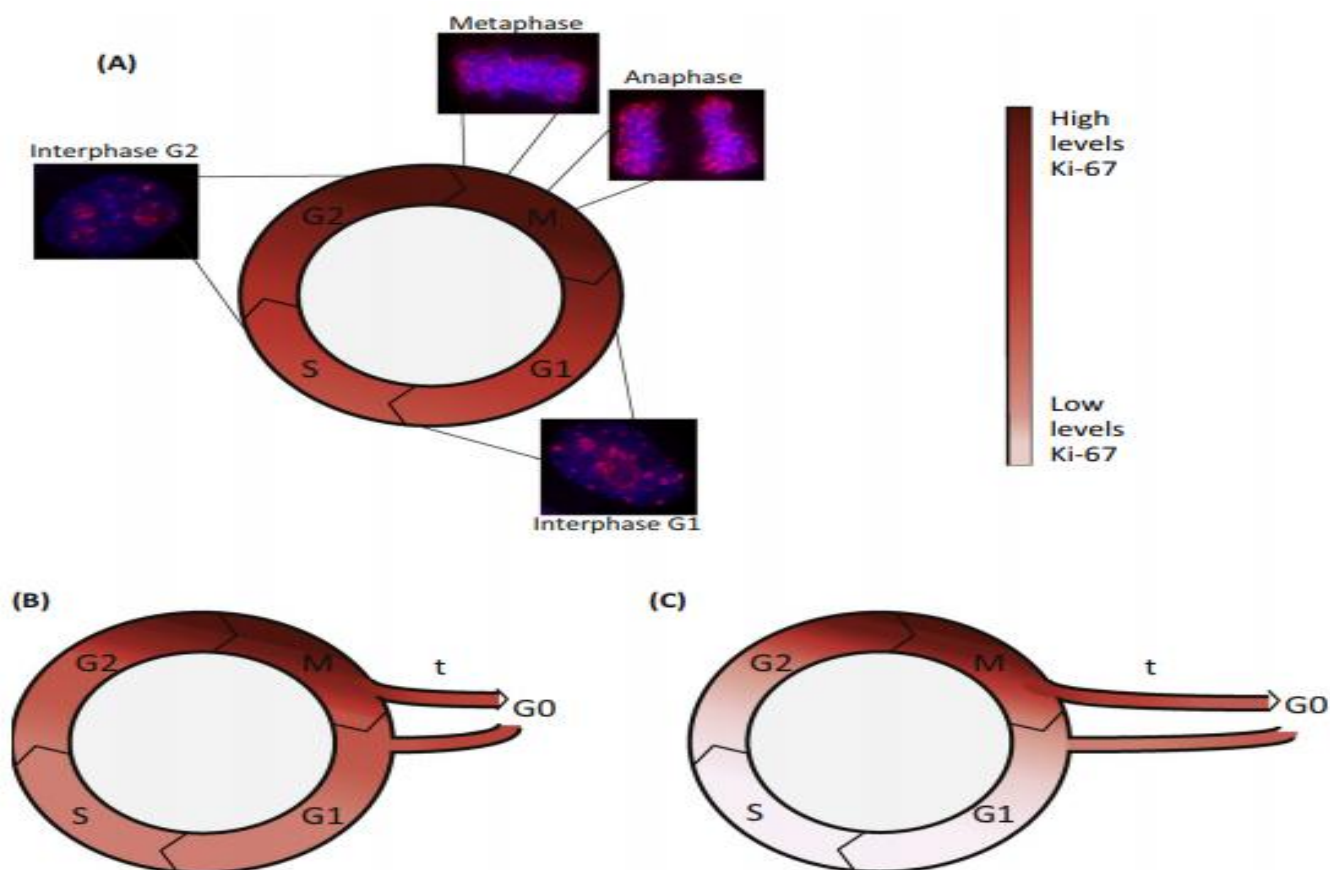 Metaphase
(A)
Anaphase
Interphase G2
High
levels
Ki-67
G2
M
S
G1
Low
levels
Ki-67
Interphase G1
(B)
(C)
G2
M
t
G0
S
G1
G2
M
t
G0
S
G1